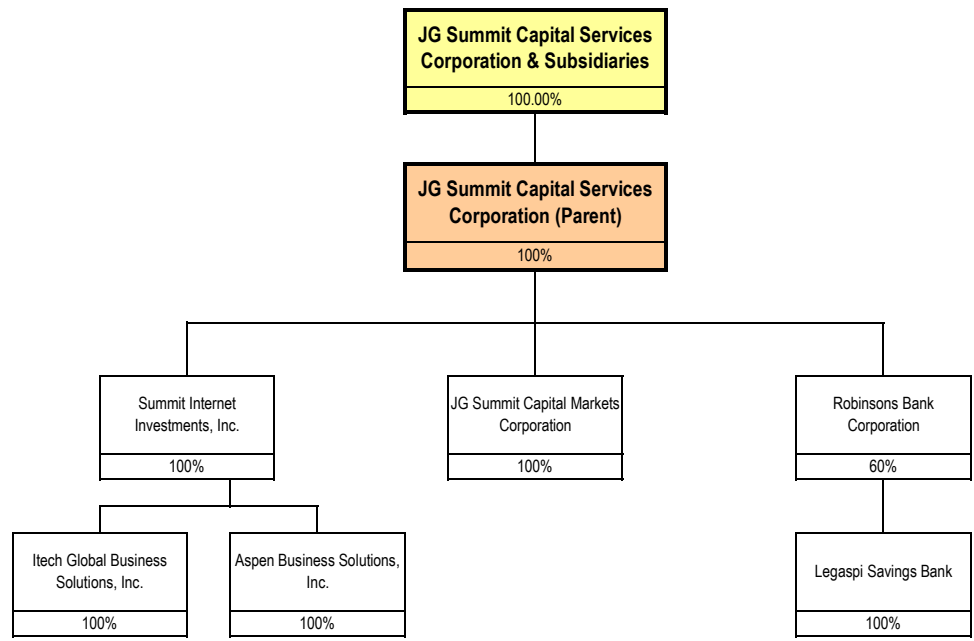 JG Summit Capital Services
Corporation & Subsidiaries
100.00%
JG Summit Capital Services
Corporation (Parent)
100%
Summit Internet
Investments, Inc.
100%
JG Summit Capital Markets
Corporation
100%
Robinsons Bank
Corporation
60%
Itech Global Business
Solutions, Inc.
100%
Aspen Business Solutions,
Inc.
100%
Legaspi Savings Bank
100%